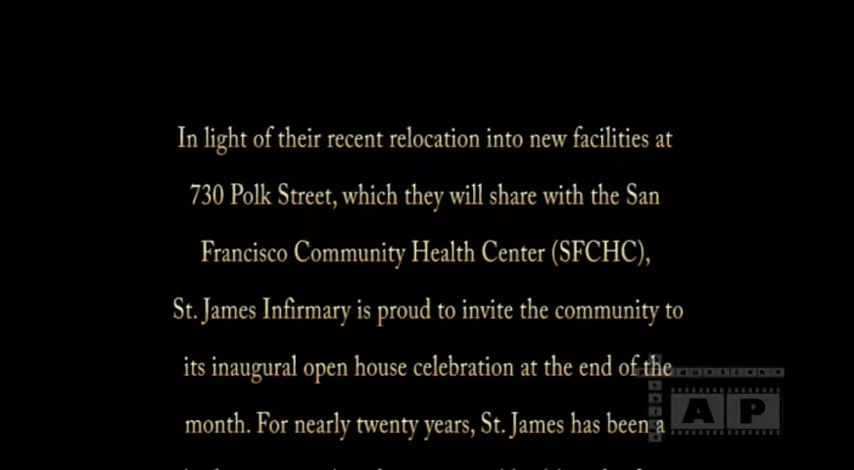 In light of their recent relocation into new facilities at
730 Polk Street, which they will share with the San
Francisco Community Health Center (SFCHC),
St. James Infirmary is proud to invite the community to
its inaugural open house celebration at the end of the
month. For nearly twenty years, St. James has been a
AP